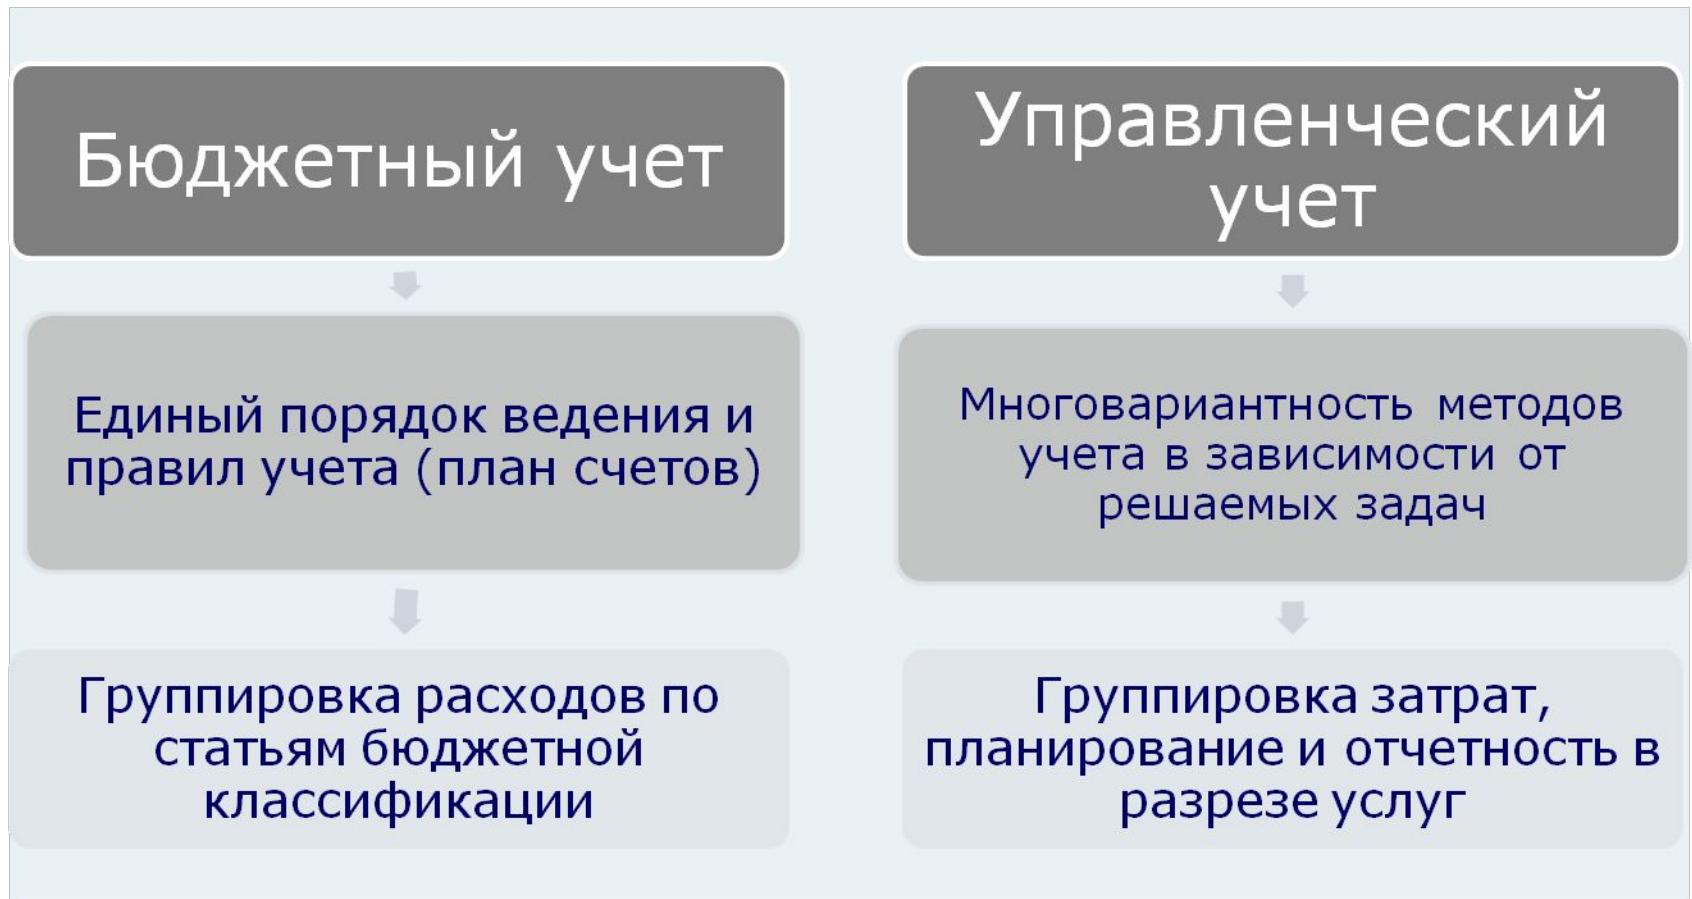 Бюджетный учет
Единый порядок ведения и
правил учета (план счетов)
Группировка расходов по
статьям бюджетной
классификации
Управленческий
учет
Многовариантность методов
учета в зависимости от
решаемых задач
Группировка затрат,
планирование и отчетность в
разрезе услуг